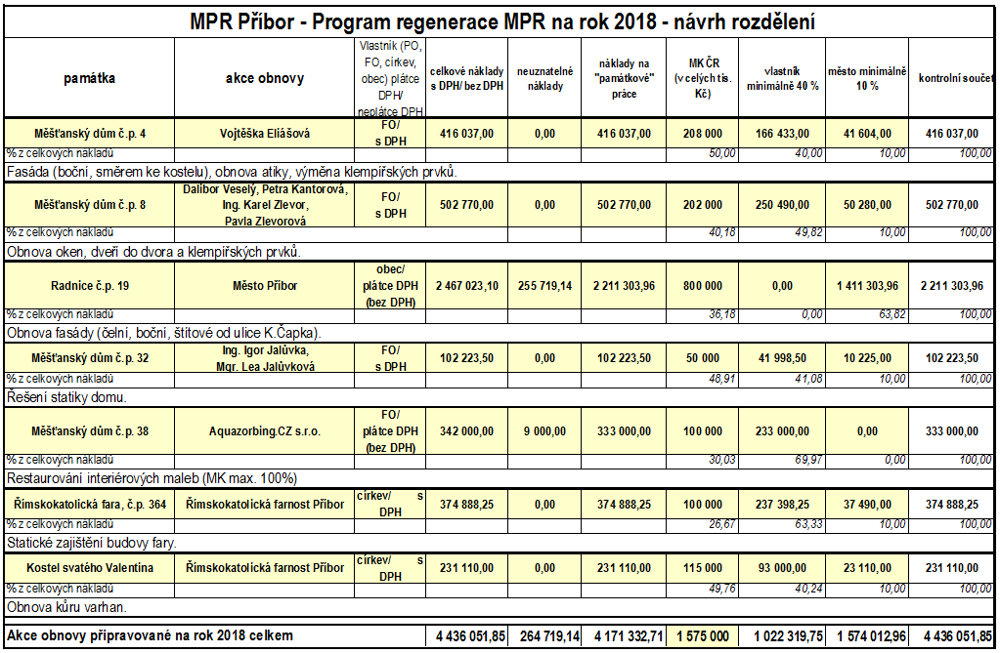 MPR Příbor - Program regenerace MPR na rok 2018 - návrh rozdělení
památka akce obnovy Vlastník (PO, FO, církev, obec) plátce DPH/ neplátce DPH celkové náklady s DPH/ bez DPH neuznatelné náklady náklady na "památkové" práce MK ČR (v celých tis. Kč) vlastník minimálně 40 % město minimálně 10 % kontrolní součet
Měšťanský dům č.p. 4 Vojtěška Eliášová FO/ s DPH 416 037,00 0,00 416 037,00 208 000 166 433,00 41 604,00 416 037,00
% z celkových nákladů 50,00 40,00 10,00 100,00
Fasáda (boční, směrem ke kostelu), obnova atiky, výměna klempířských prvků.
Měšťanský dům č.p. 8 Dalibor Veselý, Petra Kantorová, Ing. Karel Zlevor, Pavla Zlevorová FO/ s DPH 502 770,00 0,00 502 770,00 202 000 250 490,00 50 280,00 502 770,00
% z celkových nákladů 40,18 49,82 10,00 100,00
Obnova oken, dveří do dvora a klempířských prvků.
Radnice č.p. 19 Město Příbor obec/ plátce DPH (bez DPH) 2 467 023,10 255 719,14 2 211 303,96 800 000 0,00 1 411 303,96 2 211 303,96
% z celkových nákladů 36,18 0,00 63,82 100,00
Obnova fasády (čelní, boční, štítové od ulice K.Čapka).
Měšťanský dům č.p. 32 Ing. Igor Jalůvka, Mgr. Lea Jalůvková FO/ s DPH 102 223,50 0,00 102 223,50 50 000 41 998,50 10 225,00 102 223,50
% z celkových nákladů 48,91 41,08 10,00 100,00
Řešení statiky domu.
Měšťanský dům č.p. 38 Aquazorbing.CZ s.r.o. FO/ plátce DPH (bez DPH) 342 000,00 9 000,00 333 000,00 100 000 233 000,00 0,00 333 000,00
% z celkových nákladů 30,03 69,97 0,00 100,00
Restaurování interiérových maleb (MK max. 100%)
Římskokatolická fara, č.p. 364 Římskokatolická farnost Příbor církev/ s DPH 374 888,25 0,00 374 888,25 100 000 237 398,25 37 490,00 374 888,25
% z celkových nákladů 26,67 63,33 10,00 100,00
Statické zajištění budovy fary.
Kostel svatého Valentina Římskokatolická farnost Příbor církev/ s DPH 231 110,00 0,00 231 110,00 115 000 93 000,00 23 110,00 231 110,00
% z celkových nákladů 49,76 40,24 10,00 100,00
Obnova kůru varhan.
Akce obnovy připravované na rok 2018 celkem 4 436 051,85 264 719,14 4 171 332,71 1 575 000 1 022 319,75 1 574 012,96 4 436 051,85